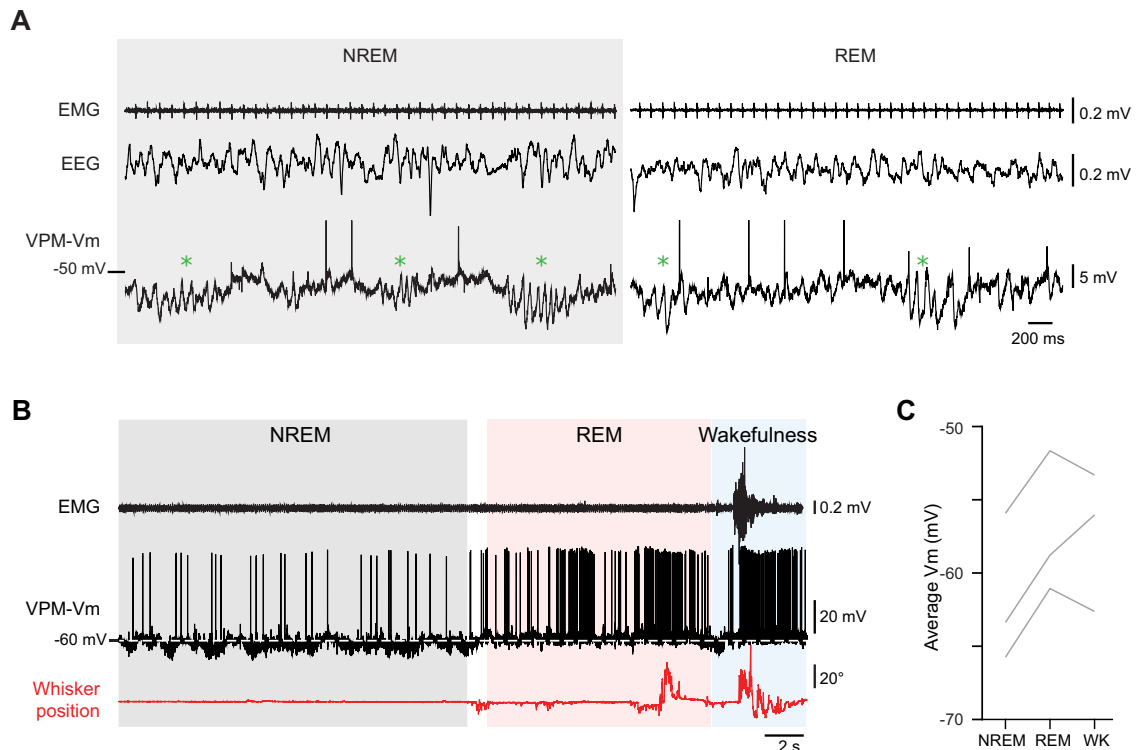 A
NREM
REM
EMG
0.2 mV
EEG
0.2 mV
VPM-Vm
-50 mV
* * * * *
5 mV
200 ms
B
NREM
REM
Wakefulness
EMG
0.2 mV
VPM-Vm
20 mV
-60 mV
20°
Whisker
position
2 s
C
-50
-60
-70
Average Vm (mV)
NREM REM WK